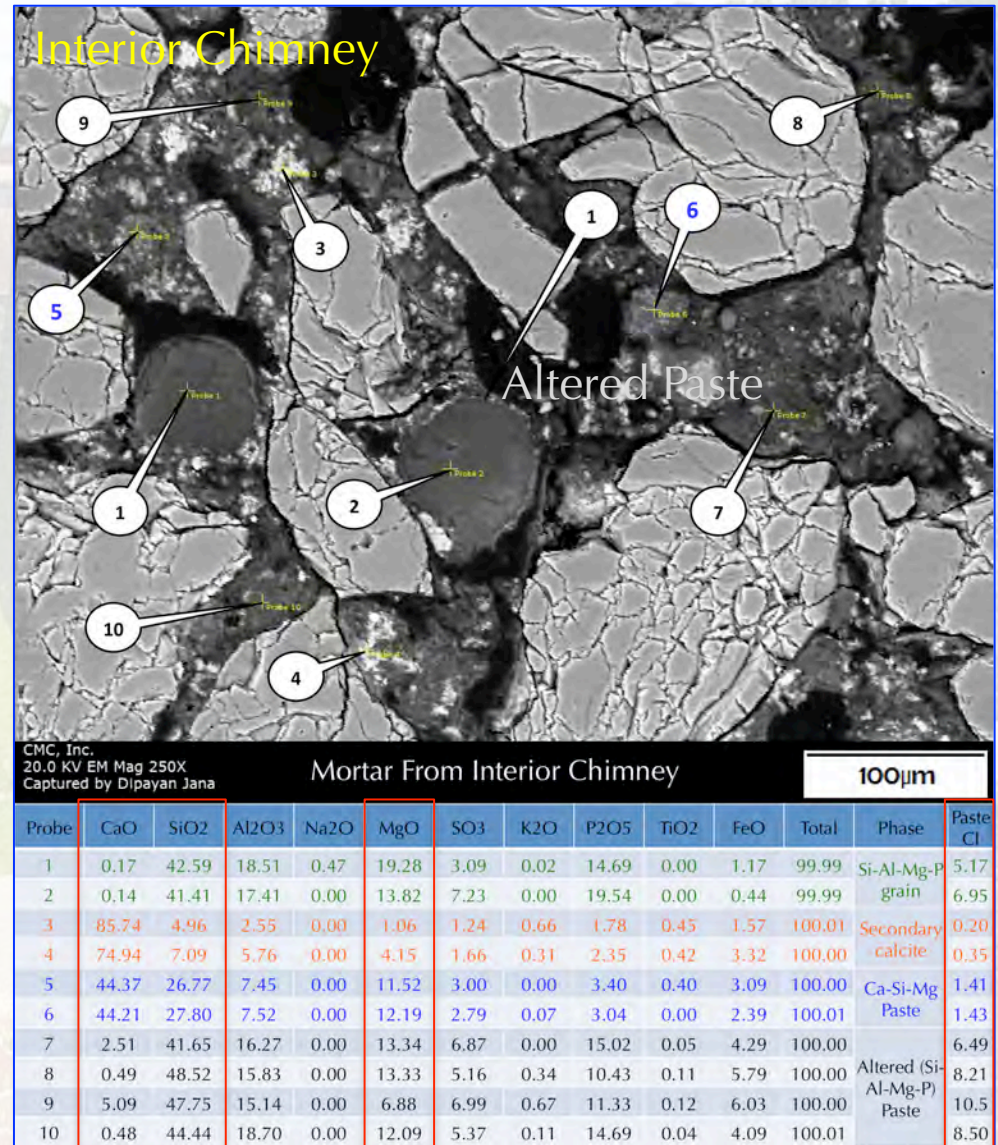 Interior Chimney
9
Probe 9
8
Probe 8
3
1
6
5
Probe 6
Probe 1
Altered Paste
Probe 7
Probe 2
1
2
7
Probe 10
10
4
CMC, Inc.
20.0 KV EM Mag 250X
Captured by Dipayan Jana
Mortar From Interior Chimney
100µm
Probe CaO SiO2 Al2O3 Na2O MgO SO3 K2O P2O5 TiO2 FeO Total Phase Paste CI
1 0.17 42.59 18.51 0.47 19.28 3.09 0.02 14.69 0.00 1.17 99.99 Si-Al-Mg-P grain 5.17
2 0.14 41.41 17.41 0.00 13.82 7.23 0.00 19.54 0.00 0.44 99.99 6.95
3 85.74 4.96 2.55 0.00 1.06 1.24 0.66 1.78 0.45 1.57 100.01 Secondary calcite 0.20
4 74.94 7.09 5.76 0.00 4.15 1.66 0.31 2.35 0.42 3.32 100.00 0.35
5 44.37 26.77 7.45 0.00 11.52 3.00 0.00 3.40 0.40 3.09 100.00 Ca-Si-Mg Paste 1.41
6 44.21 27.80 7.52 0.00 12.19 2.79 0.07 3.04 0.00 2.39 100.01 1.43
7 2.51 41.65 16.27 0.00 13.34 6.87 0.00 15.02 0.05 4.29 100.00 Altered (Si-Al-Mg-P) Paste 6.49
8 0.49 48.52 15.83 0.00 13.33 5.16 0.34 10.43 0.11 5.79 100.00 8.21
9 5.09 47.75 15.14 0.00 6.88 6.99 0.67 11.33 0.12 6.03 100.00 10.5
10 0.48 44.44 18.70 0.00 12.09 5.37 0.11 14.69 0.04 4.09 100.01 8.50